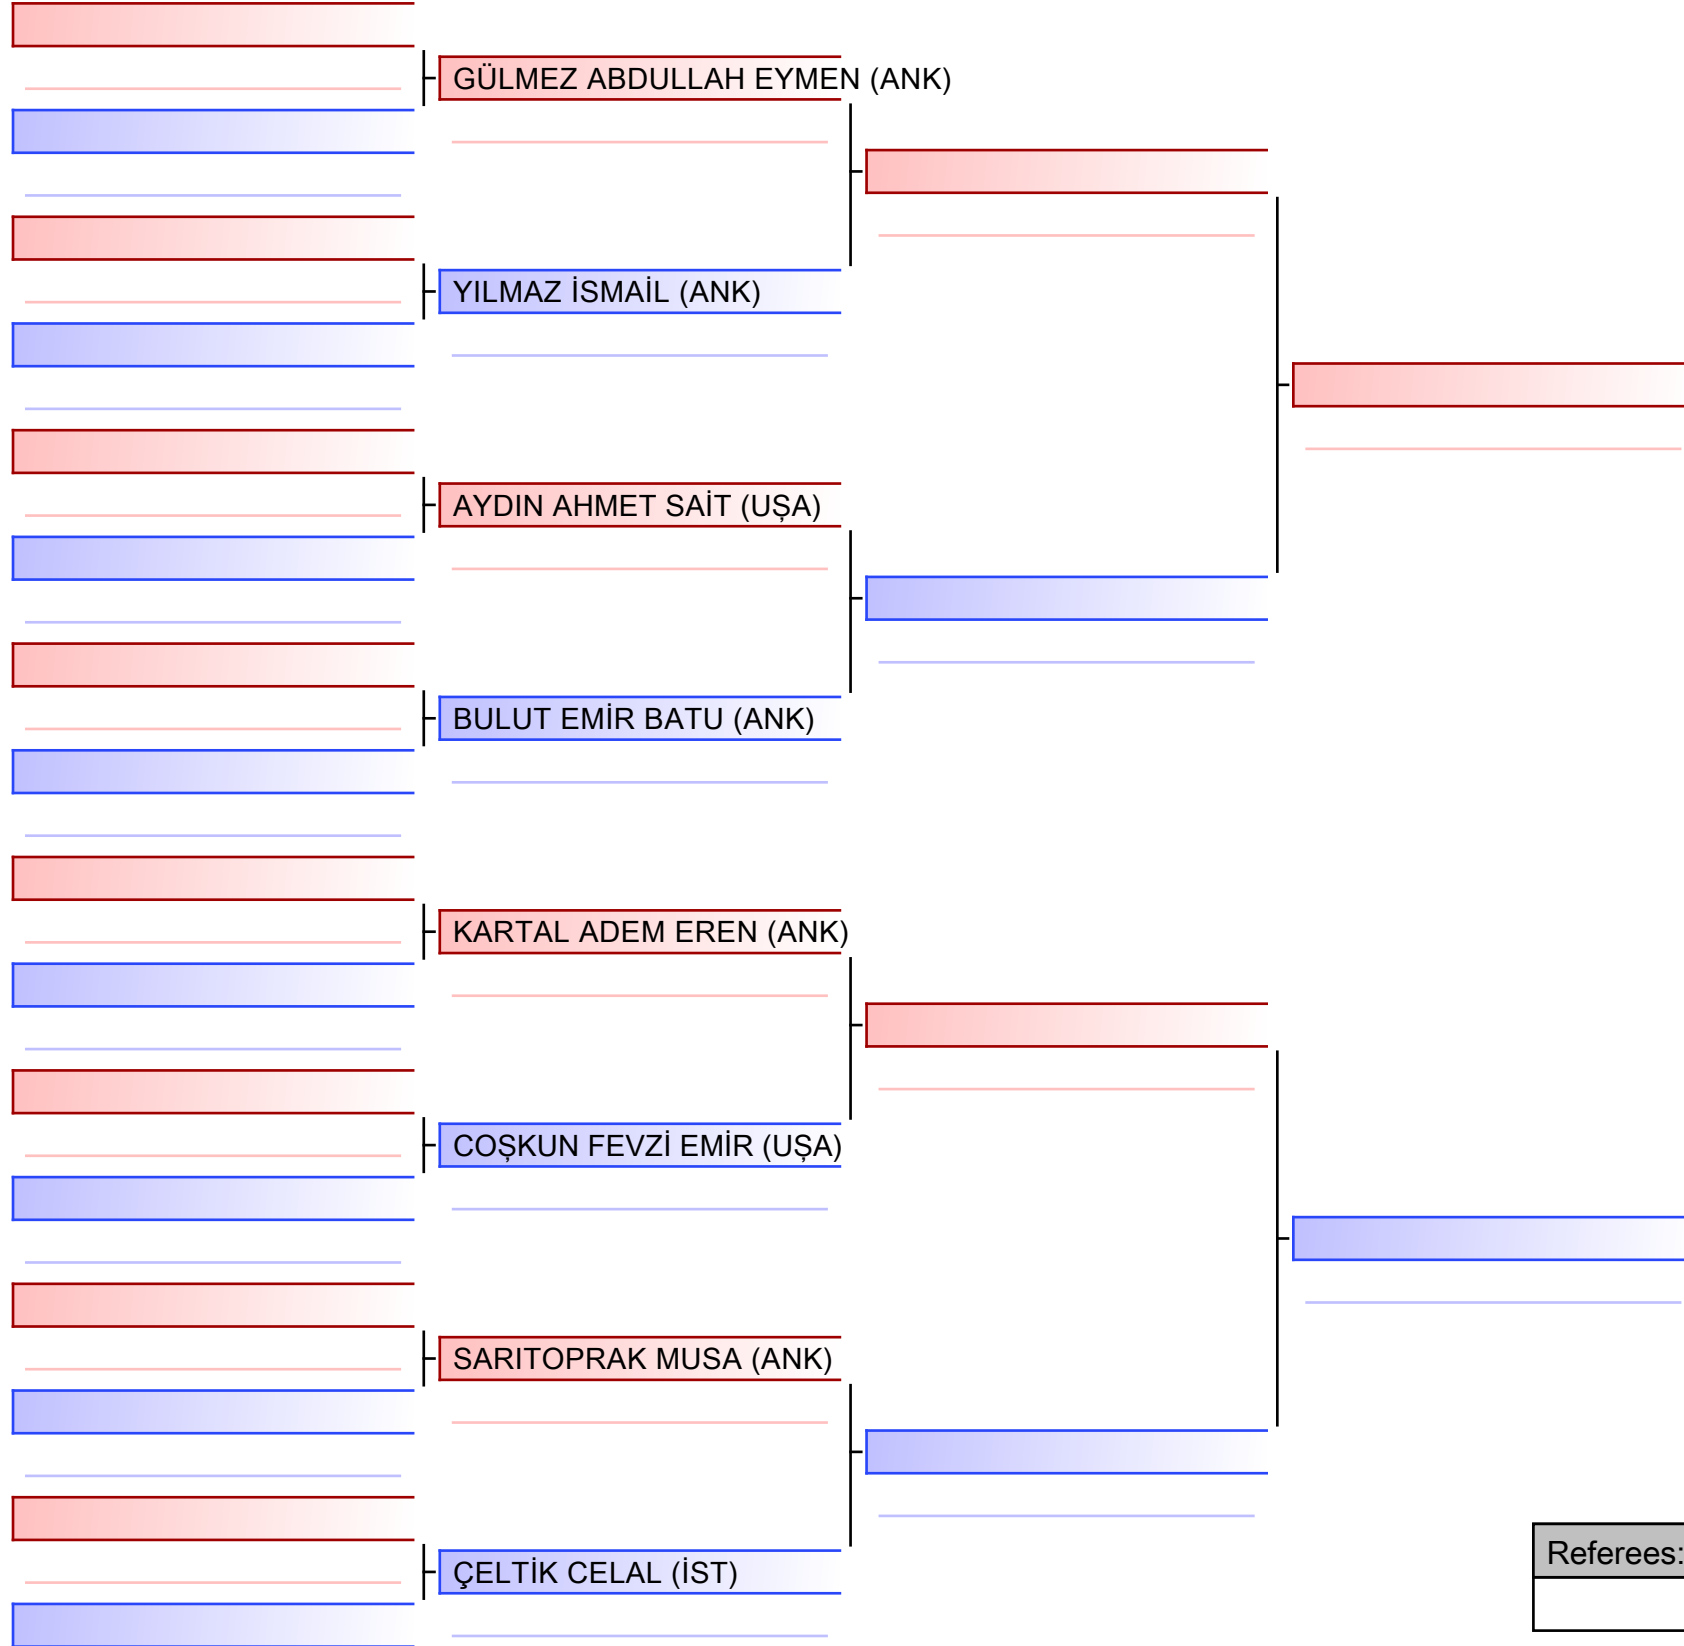 GÜLMEZ ABDULLAH EYMEN (ANK)
YILMAZ İSMAİL (ANK)
AYDIN AHMET SAİT (UŞA)
BULUT EMİR BATU (ANK)
KARTAL ADEM EREN (ANK)
COŞKUN FEVZİ EMİR (UŞA)
SARITOPRAK MUSA (ANK)
ÇELTİK CELAL (İST)
Referees: